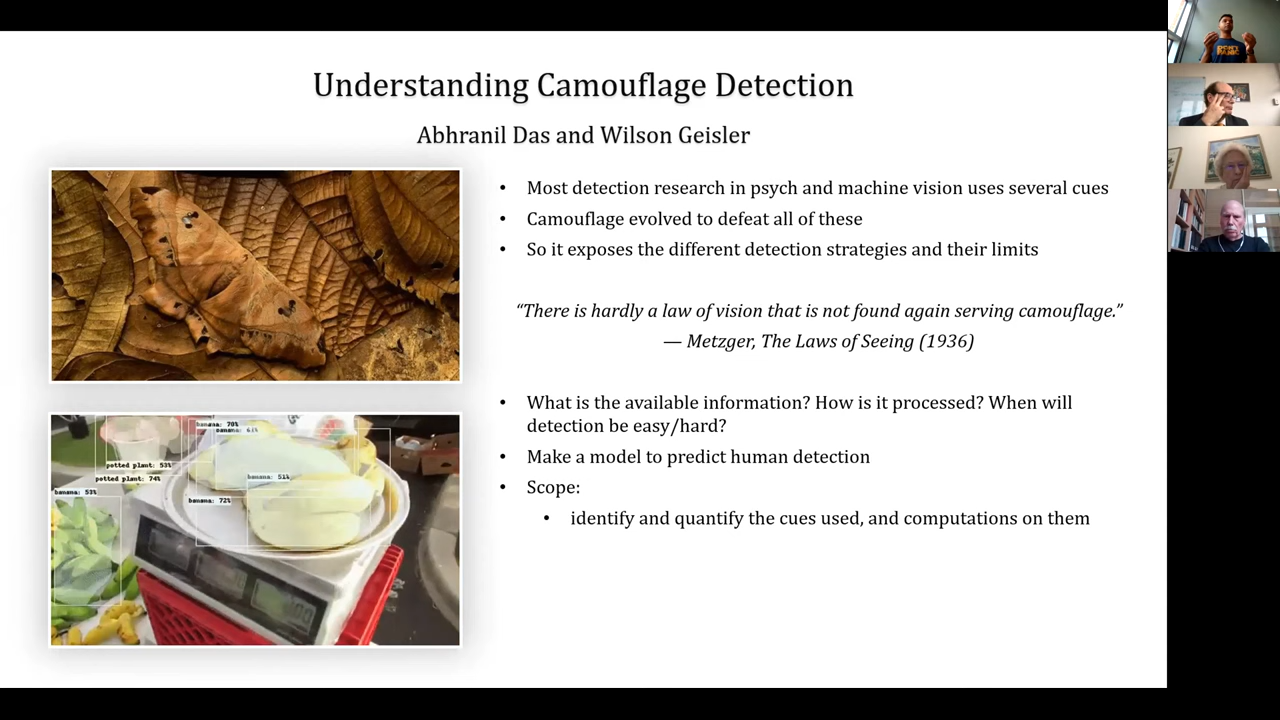 Understanding Camouflage Detection
Abhranil Das and Wilson Geisler
• Most detection research in psych and machine vision uses several cues
• Camouflage evolved to defeat all of these
• So it exposes the different detection strategies and their limits
“There is hardly a law of vision that is not found again serving camouflage.”
— Metzger, The Laws of Seeing (1936)
• What is the available information? How is it processed? When will
detection be easy/hard?
• Make a model to predict human detection
• Scope:
• identify and quantify the cues used, and computations on them
banana: 70%
potted plant: 53%
potted plant: 74%
banana: 51%
banana: 53%
banana: 72%
DON'T
PANIC